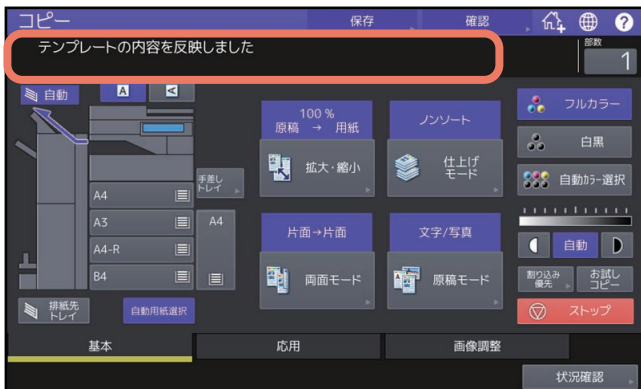 コピー
保存
確認
?
テンプレートの内容を反映しました
部数
1
自動
A
A
手差し
トレイ
A4
A3
A4-R
B4
A4
排紙先
トレイ
自動用紙選択
100 %
原稿 → 用紙
拡大・縮小
ノンソート
仕上げ
モード
片面→片面
両面モード
文字/写真
原稿モード
フルカラー
白黒
自動カラー選択
自動
割り込み
優先
お試し
コピー
ストップ
基本
応用
画像調整
状況確認